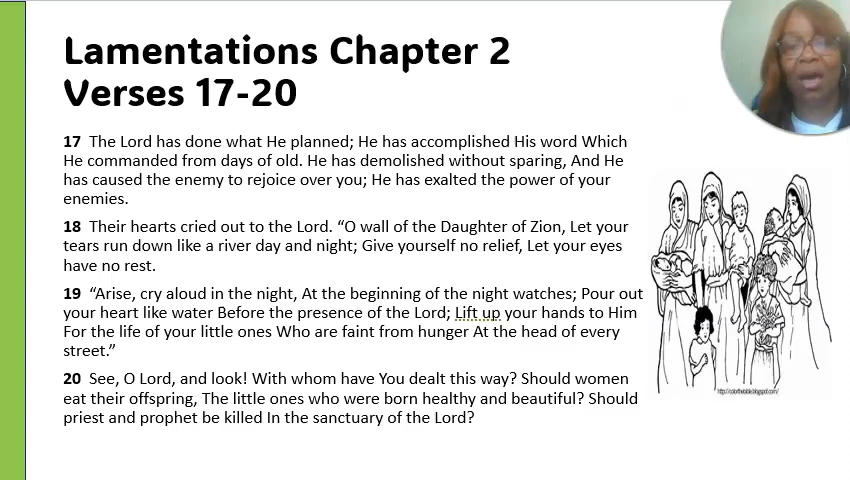 Lamentations Chapter 2
Verses 17-20
17 The Lord has done what He planned; He has accomplished His word Which
He commanded from days of old. He has demolished without sparing, And He
has caused the enemy to rejoice over you; He has exalted the power of your
enemies.
18 Their hearts cried out to the Lord. “O wall of the Daughter of Zion, Let your
tears run down like a river day and night; Give yourself no relief, Let your eyes
have no rest.
19 “Arise, cry aloud in the night, At the beginning of the night watches; Pour out
your heart like water Before the presence of the Lord; Lift up your hands to Him
For the life of your little ones Who are faint from hunger At the head of every
street.”
20 See, O Lord, and look! With whom have You dealt this way? Should women
eat their offspring, The little ones who were born healthy and beautiful? Should
priest and prophet be killed In the sanctuary of the Lord?